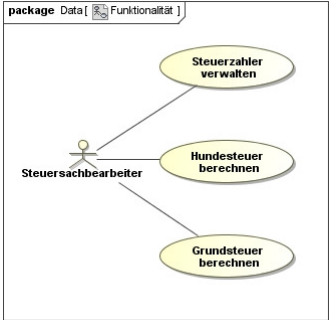 package Data [ Funktionalität ]
Steuerzahler
verwalten
Steuersachbearbeiter
Hundesteuer
berechnen
Grundsteuer
berechnen